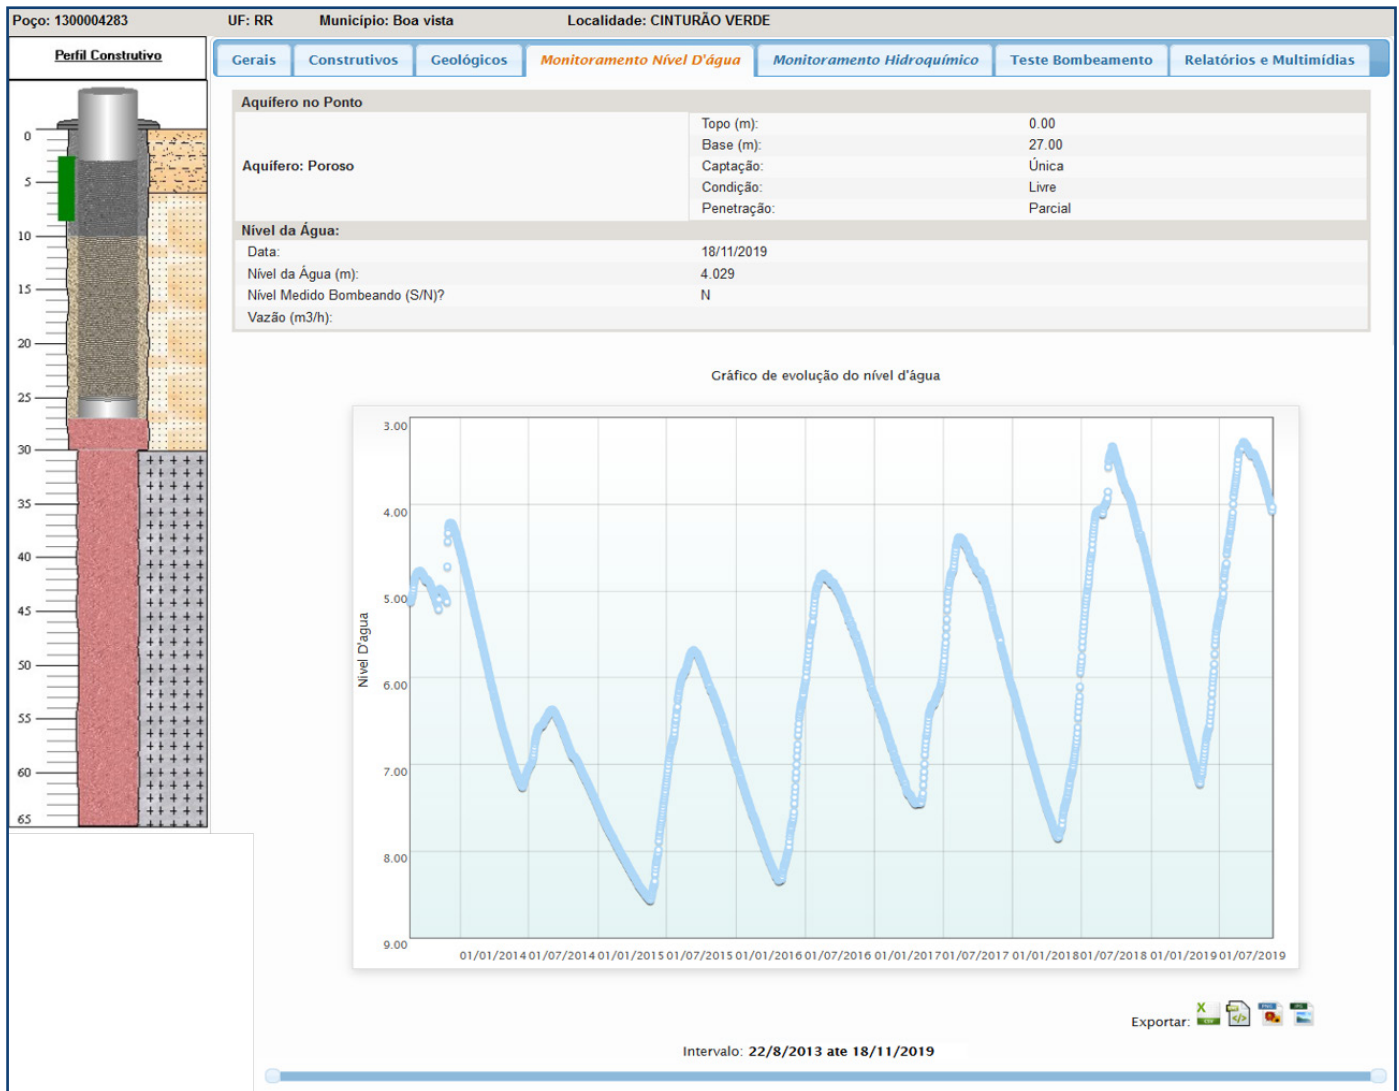 Poço: 1300004283 UF: RR Município: Boa vista Localidade: CINTURÃO VERDE
Perfil Construtivo
Gerais Construtivos Geológicos Monitoramento Nível D'água Monitoramento Hidroquímico Teste Bombeamento Relatórios e Multimídias
Aquífero no Ponto
Aquífero: Poroso
Topo (m): 0.00
Base (m): 27.00
Captação: Única
Condição: Livre
Penetração: Parcial
Nível da Água:
Data: 18/11/2019
Nível da Água (m): 4.029
Nível Medido Bombeando (S/N)? N
Vazão (m3/h):
0
5
10
15
20
25
30
35
40
45
50
55
60
65
Gráfico de evolução do nível d'água
3.00
4.00
5.00
6.00
7.00
8.00
9.00
Nivel D'agua
01/01/2014 01/07/2014 01/01/2015 01/07/2015 01/01/2016 01/07/2016 01/01/2017 01/07/2017 01/01/2018 01/07/2018 01/01/2019 01/07/2019
Exportar:
Intervalo: 22/8/2013 ate 18/11/2019